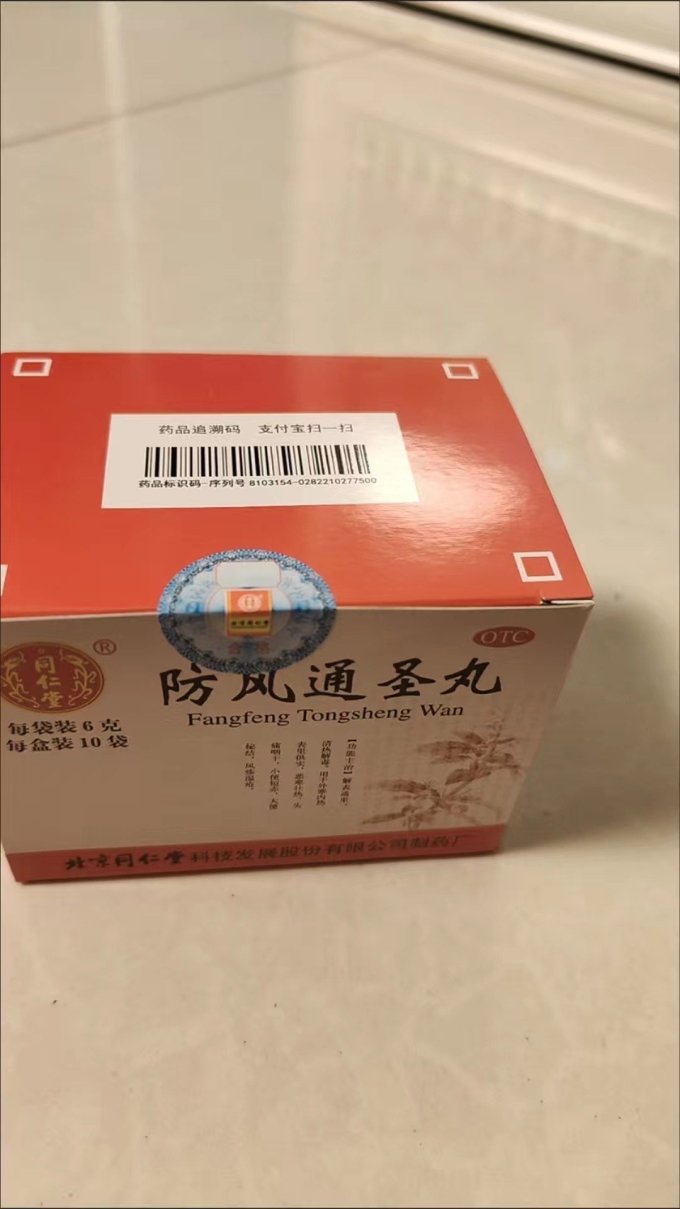 药品追溯码 支付宝扫一扫
药品标识码-序列号 8103154-0282210277500
OTC
同仁堂
®
防风通圣丸
Fangfeng Tongsheng Wan
每袋装 6 克
每盒装 10 袋
【功能主治】解表通里,
清热解毒。用于外寒内热,
表里俱实,恶寒壮热,头
痛咽干,小便短赤,大便
秘结,风疹湿疮。
北京同仁堂科技发展股份有限公司制药厂